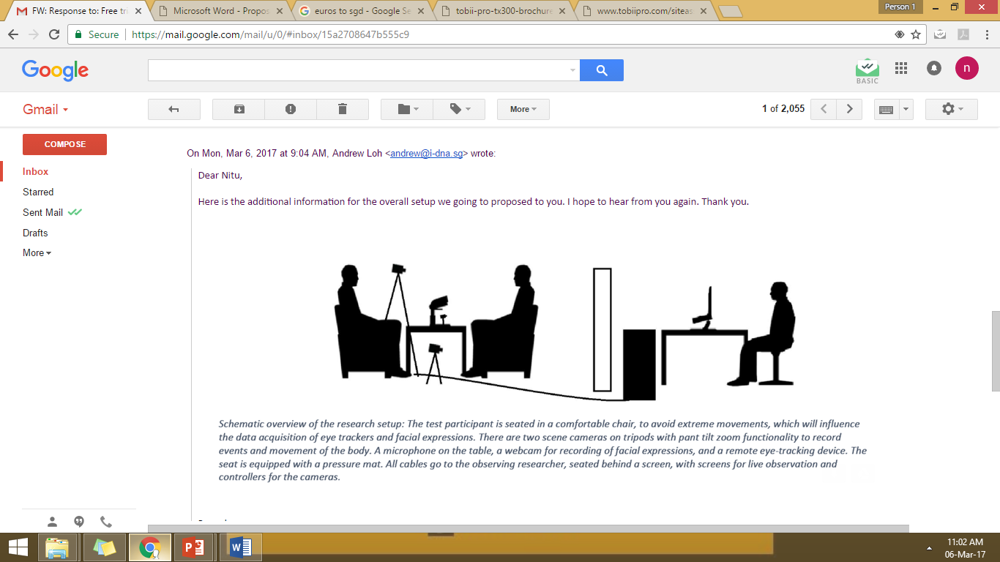 FW: Response to: Free tri
Microsoft Word - Propos
euros to sgd - Google Se
tobii-pro-tx300-brochure
www.tobiipro.com/siteas
Person 1
Secure
https://mail.google.com/mail/u/0/#inbox/15a2708647b555c9
Google
BASIC
n
Gmail
More
1 of 2,055
COMPOSE
Inbox
Starred
Sent Mail
Drafts
More
On Mon, Mar 6, 2017 at 9:04 AM, Andrew Loh <andrew@i-dna.sg> wrote:
Dear Nitu,
Here is the additional information for the overall setup we going to proposed to you. I hope to hear from you again. Thank you.
Schematic overview of the research setup: The test participant is seated in a comfortable chair, to avoid extreme movements, which will influence
the data acquisition of eye trackers and facial expressions. There are two scene cameras on tripods with pant tilt zoom functionality to record
events and movement of the body. A microphone on the table, a webcam for recording of facial expressions, and a remote eye-tracking device. The
seat is equipped with a pressure mat. All cables go to the observing researcher, seated behind a screen, with screens for live observation and
controllers for the cameras.
11:02 AM
06-Mar-17